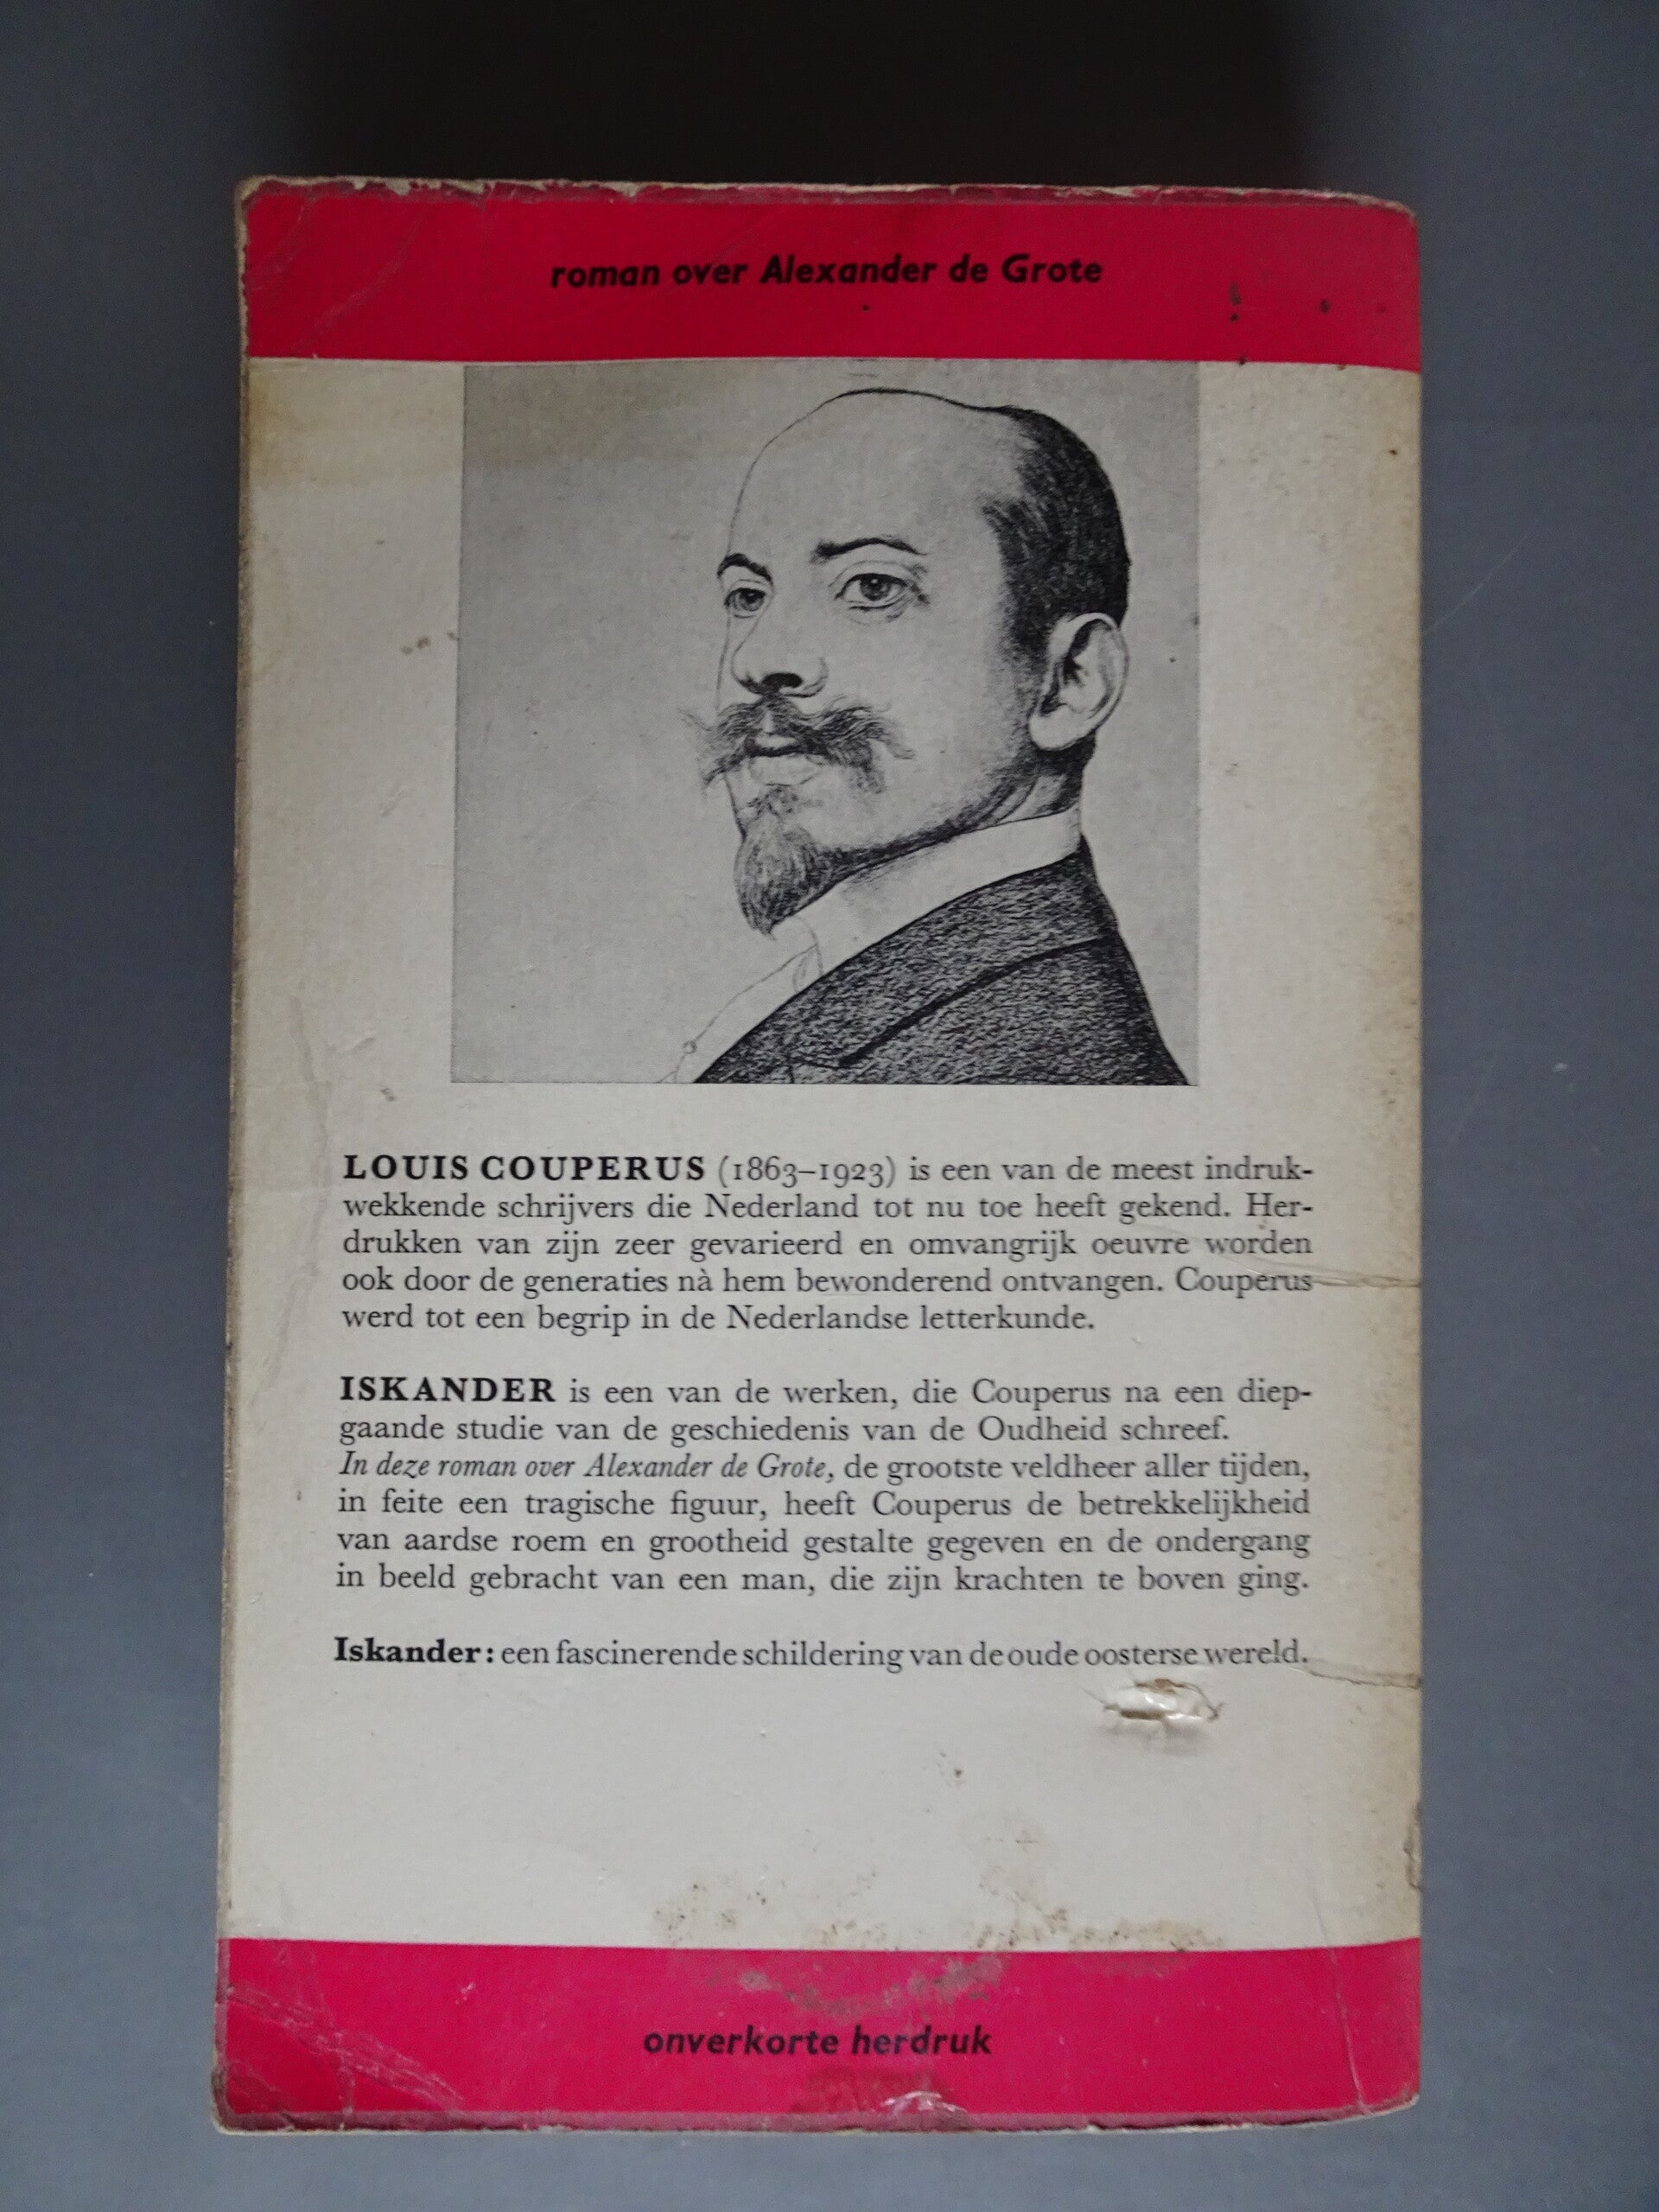 roman over Alexander de Grote
LOUIS COUPERUS (1863–1923) is een van de meest indruk-
wekkende schrijvers die Nederland tot nu toe heeft gekend. Her-
drukken van zijn zeer gevarieerd en omvangrijk oeuvre worden
ook door de generaties nà hem bewonderend ontvangen. Couperus
werd tot een begrip in de Nederlandse letterkunde.
ISKANDER is een van de werken, die Couperus na een diep-
gaande studie van de geschiedenis van de Oudheid schreef.
In deze roman over Alexander de Grote, de grootste veldheer aller tijden,
in feite een tragische figuur, heeft Couperus de betrekkelijkheid
van aardse roem en grootheid gestalte gegeven en de ondergang
in beeld gebracht van een man, die zijn krachten te boven ging.
Iskander: een fascinerende schildering van de oude oosterse wereld.
onverkorte herdruk